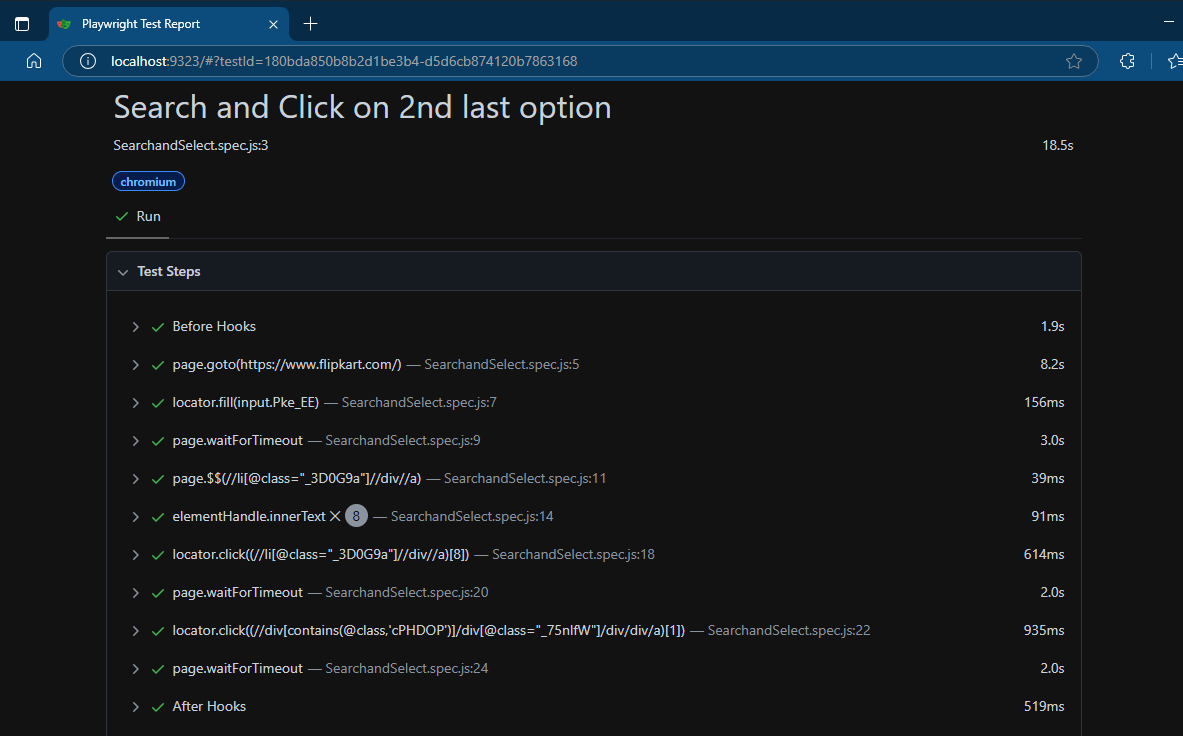 Playwright Test Report
localhost:9323/#?testId=180bda850b8b2d1be3b4-d5d6cb874120b7863168
Search and Click on 2nd last option
SearchandSelect.spec.js:3 18.5s
chromium
Run
Test Steps
Before Hooks 1.9s
page.goto(https://www.flipkart.com/) — SearchandSelect.spec.js:5 8.2s
locator.fill(input.Pke_EE) — SearchandSelect.spec.js:7 156ms
page.waitForTimeout — SearchandSelect.spec.js:9 3.0s
page.$$(//li[@class="_3D0G9a"]//div//a) — SearchandSelect.spec.js:11 39ms
elementHandle.innerText 8 — SearchandSelect.spec.js:14 91ms
locator.click((//li[@class="_3D0G9a"]//div//a)[8]) — SearchandSelect.spec.js:18 614ms
page.waitForTimeout — SearchandSelect.spec.js:20 2.0s
locator.click((//div[contains(@class,'cPHDOP')]/div[@class="_75nlfW"]/div/div/a)[1]) — SearchandSelect.spec.js:22 935ms
page.waitForTimeout — SearchandSelect.spec.js:24 2.0s
After Hooks 519ms